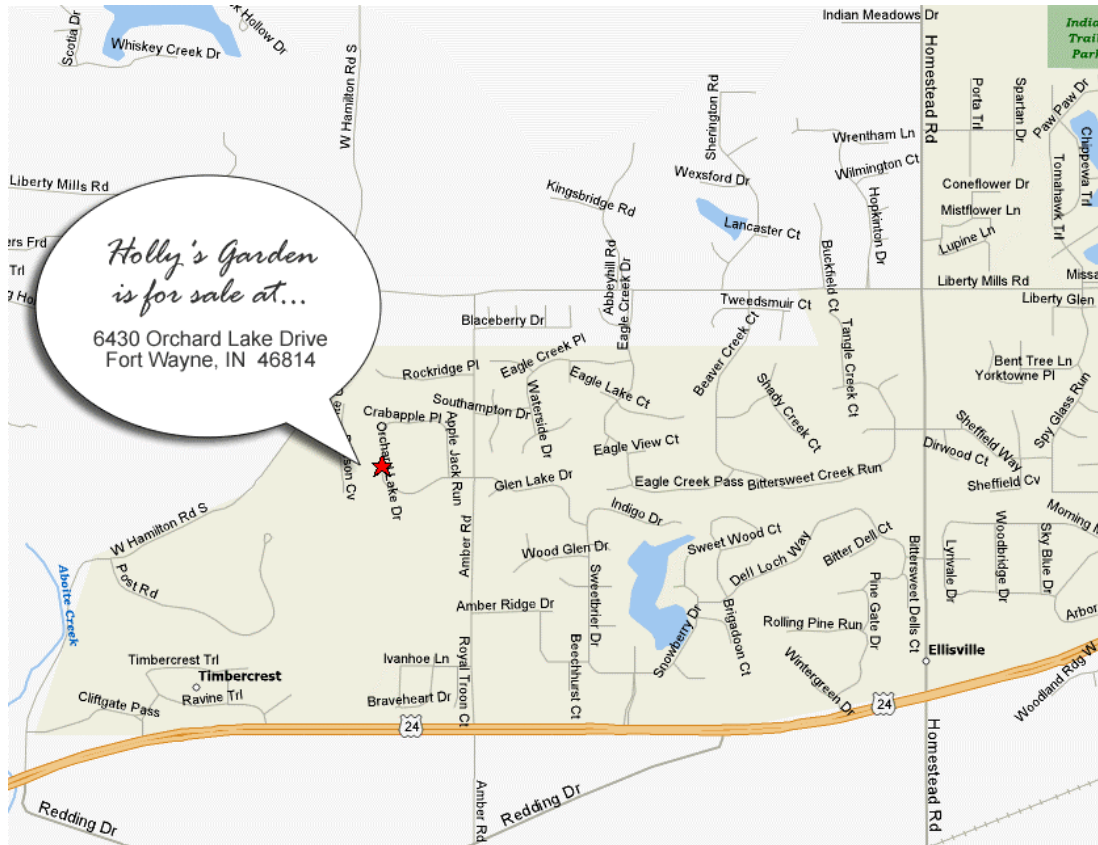 Indian Meadows Dr
Scotia Dr
Hollow Dr
Whiskey Creek Dr
W Hamilton Rd S
Homestead Rd
Trail
Park
Porta Trl
Spartan Dr
Paw Paw Dr
Chippewa Trl
Tomahawk Trl
Sherington Rd
Wrentham Ln
Wilmington Ct
Wexsford Dr
Kingsbridge Rd
Hopkinton Dr
Liberty Mills Rd
Coneflower Dr
Mistflower Ln
Lupine Ln
Lancaster Ct
Buckfield Ct
ers Frd
Trl
Abbeyhill Rd
Eagle Creek Dr
Liberty Mills Rd
Liberty Glen
Holly's Garden
is for sale at...
6430 Orchard Lake Drive
Fort Wayne, IN 46814
Tweedsmuir Ct
Blaceberry Dr
Tangle Creek Ct
Beaver Creek Ct
Eagle Creek Pl
Rockridge Pl
Eagle Lake Ct
Waterside Dr
Shady Creek Ct
Bent Tree Ln
Yorktowne Pl
Spy Glass Run
Southampton Dr
Crabapple Pl
Apple Jack Run
Orchard Lake Dr
son Cv
Eagle View Ct
Sheffield Way
Dirwood Ct
Sheffield Cv
Glen Lake Dr
Eagle Creek Pass
Bittersweet Creek Run
W Hamilton Rd S
Amber Rd
Indigo Dr
Sweet Wood Ct
Dell Loch Way
Bitter Dell Ct
Bittersweet Dells Ct
Lynvale Dr
Woodbridge Dr
Sky Blue Dr
Morning M
Wood Glen Dr
Sweetbrier Dr
Post Rd
Aboite Creek
Amber Ridge Dr
Pine Gate Dr
Rolling Pine Run
Brigadoon Ct
Snowberry Dr
Arbor
Royal Troon Ct
Beechhurst Ct
Ellisville
Timbercrest Trl
Timbercrest
Ivanhoe Ln
Braveheart Dr
Ravine Trl
Cliftgate Pass
Wintergreen Dr
Woodland Rdg W
24
24
Homestead Rd
Amber Rd
Redding Dr
Redding Dr